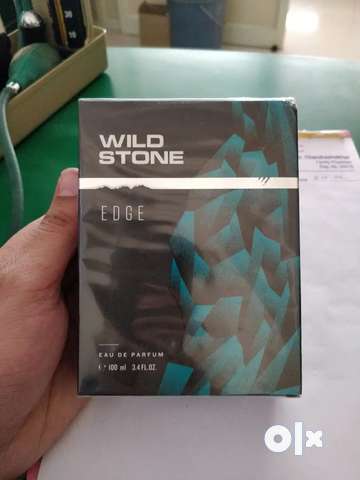 WILD
STONE
EDGE
EAU DE PARFUM
100 ml 3.4 FL.OZ.
olx